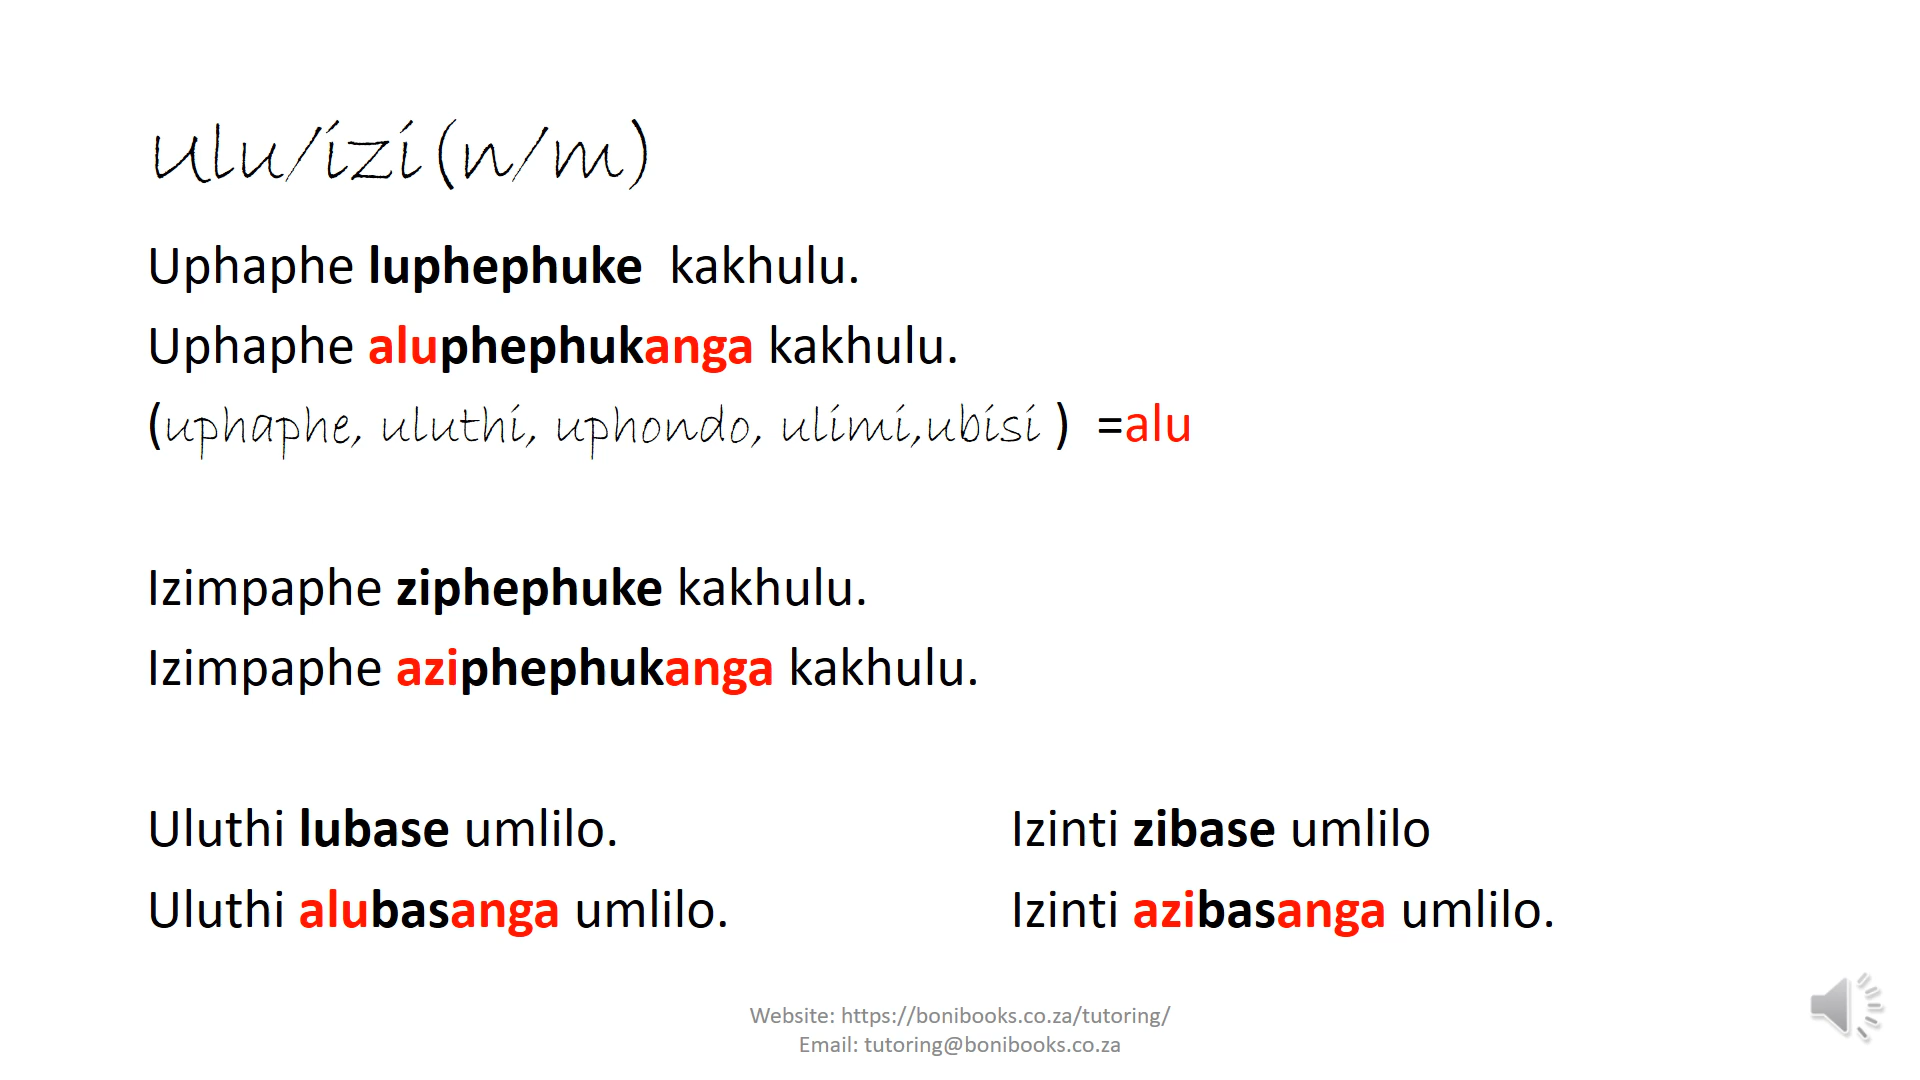 Ulu/izi(n/m)
Uphaphe luphephuke kakhulu.
Uphaphe aluphephukanga kakhulu.
(uphaphe, uluthi, uphondo, ulimi,ubisi ) =alu
Izimpaphe ziphephuke kakhulu.
Izimpaphe aziphephukanga kakhulu.
Uluthi lubase umlilo.
Uluthi alubasanga umlilo.
Izinti zibase umlilo
Izinti azibasanga umlilo.
Website: https://bonibooks.co.za/tutoring/
Email: tutoring@bonibooks.co.za